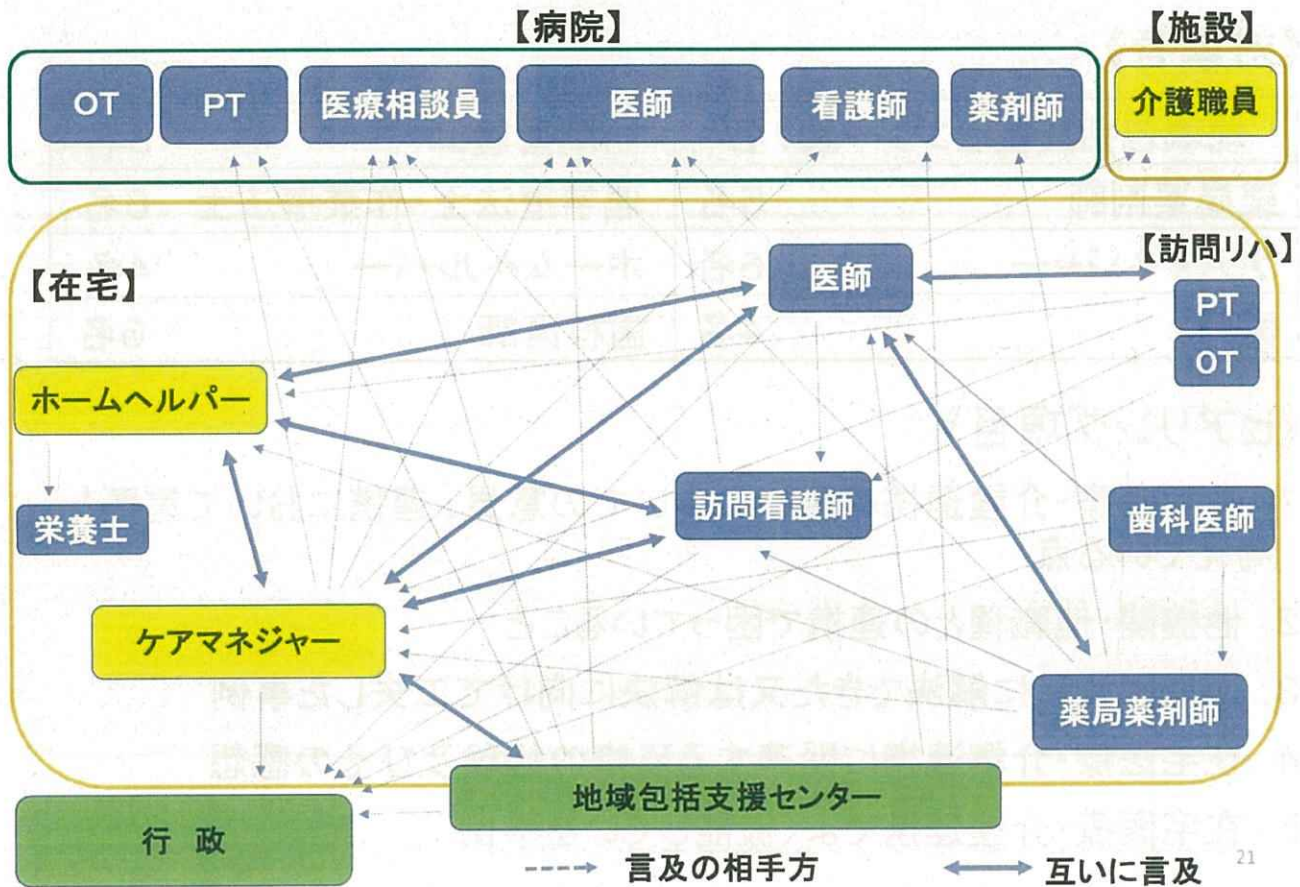 【病院】
【施設】
OT
PT
医療相談員
医師
看護師
薬剤師
介護職員
【在宅】
医師
【訪問リハ】
PT
OT
ホームヘルパー
栄養士
訪問看護師
歯科医師
ケアマネジャー
薬局薬剤師
地域包括支援センター
行 政
言及の相手方
互いに言及
21